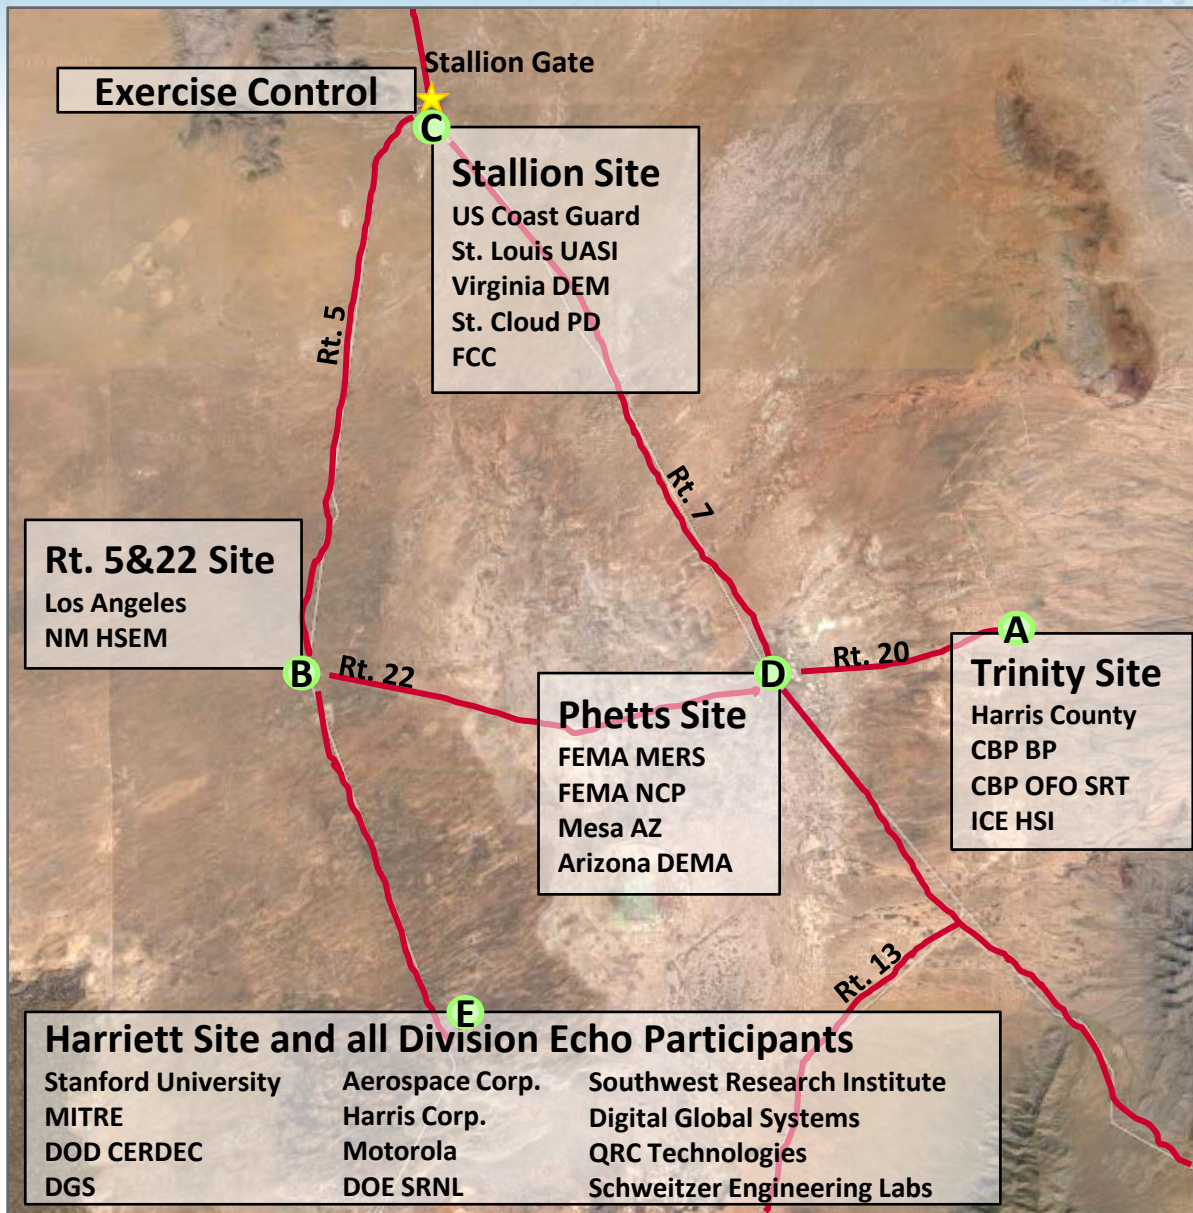 Stallion Gate
Exercise Control
C
Stallion Site
US Coast Guard
St. Louis UASI
Virginia DEM
St. Cloud PD
FCC
Rt. 5
Rt. 7
Rt. 5&22 Site
Los Angeles
NM HSEM
B
Rt. 22
D
Rt. 20
A
Phetts Site
FEMA MERS
FEMA NCP
Mesa AZ
Arizona DEMA
Trinity Site
Harris County
CBP BP
CBP OFO SRT
ICE HSI
Rt. 13
E
Harriett Site and all Division Echo Participants
Stanford University
MITRE
DOD CERDEC
DGS
Aerospace Corp.
Harris Corp.
Motorola
DOE SRNL
Southwest Research Institute
Digital Global Systems
QRC Technologies
Schweitzer Engineering Labs